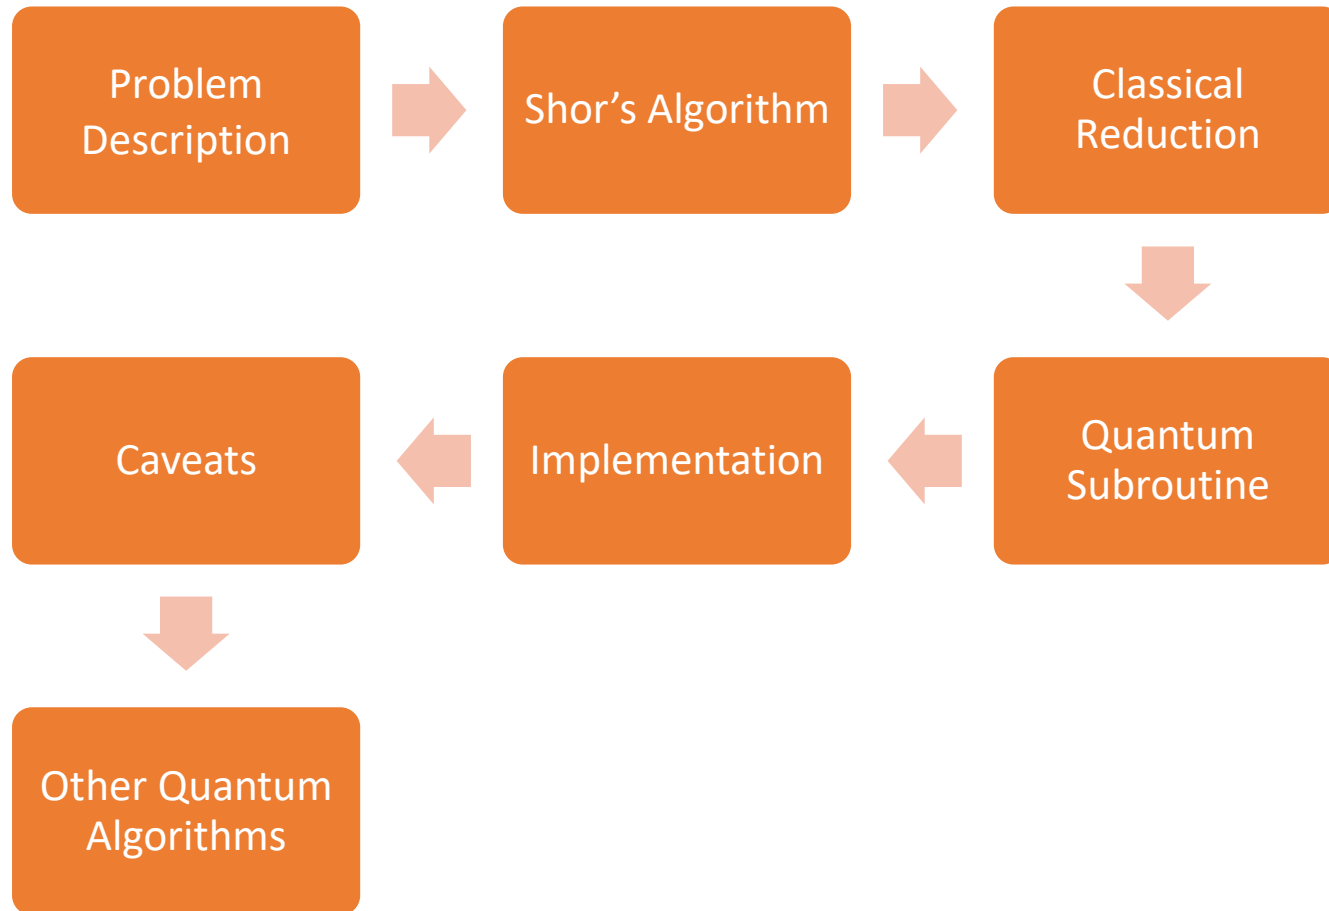 Problem
Description
Shor’s Algorithm
Classical
Reduction
Quantum
Subroutine
Implementation
Caveats
Other Quantum
Algorithms